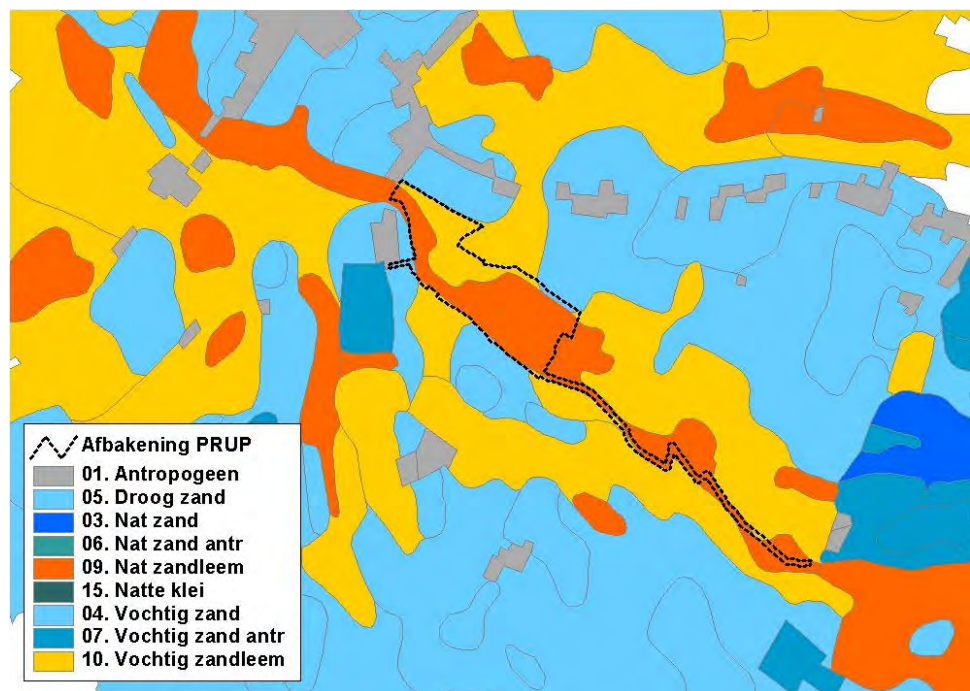 Afbakening PRUP
01. Antropogeen
05. Droog zand
03. Nat zand
06. Nat zand antr
09. Nat zandleem
15. Natte klei
04. Vochtig zand
07. Vochtig zand antr
10. Vochtig zandleem